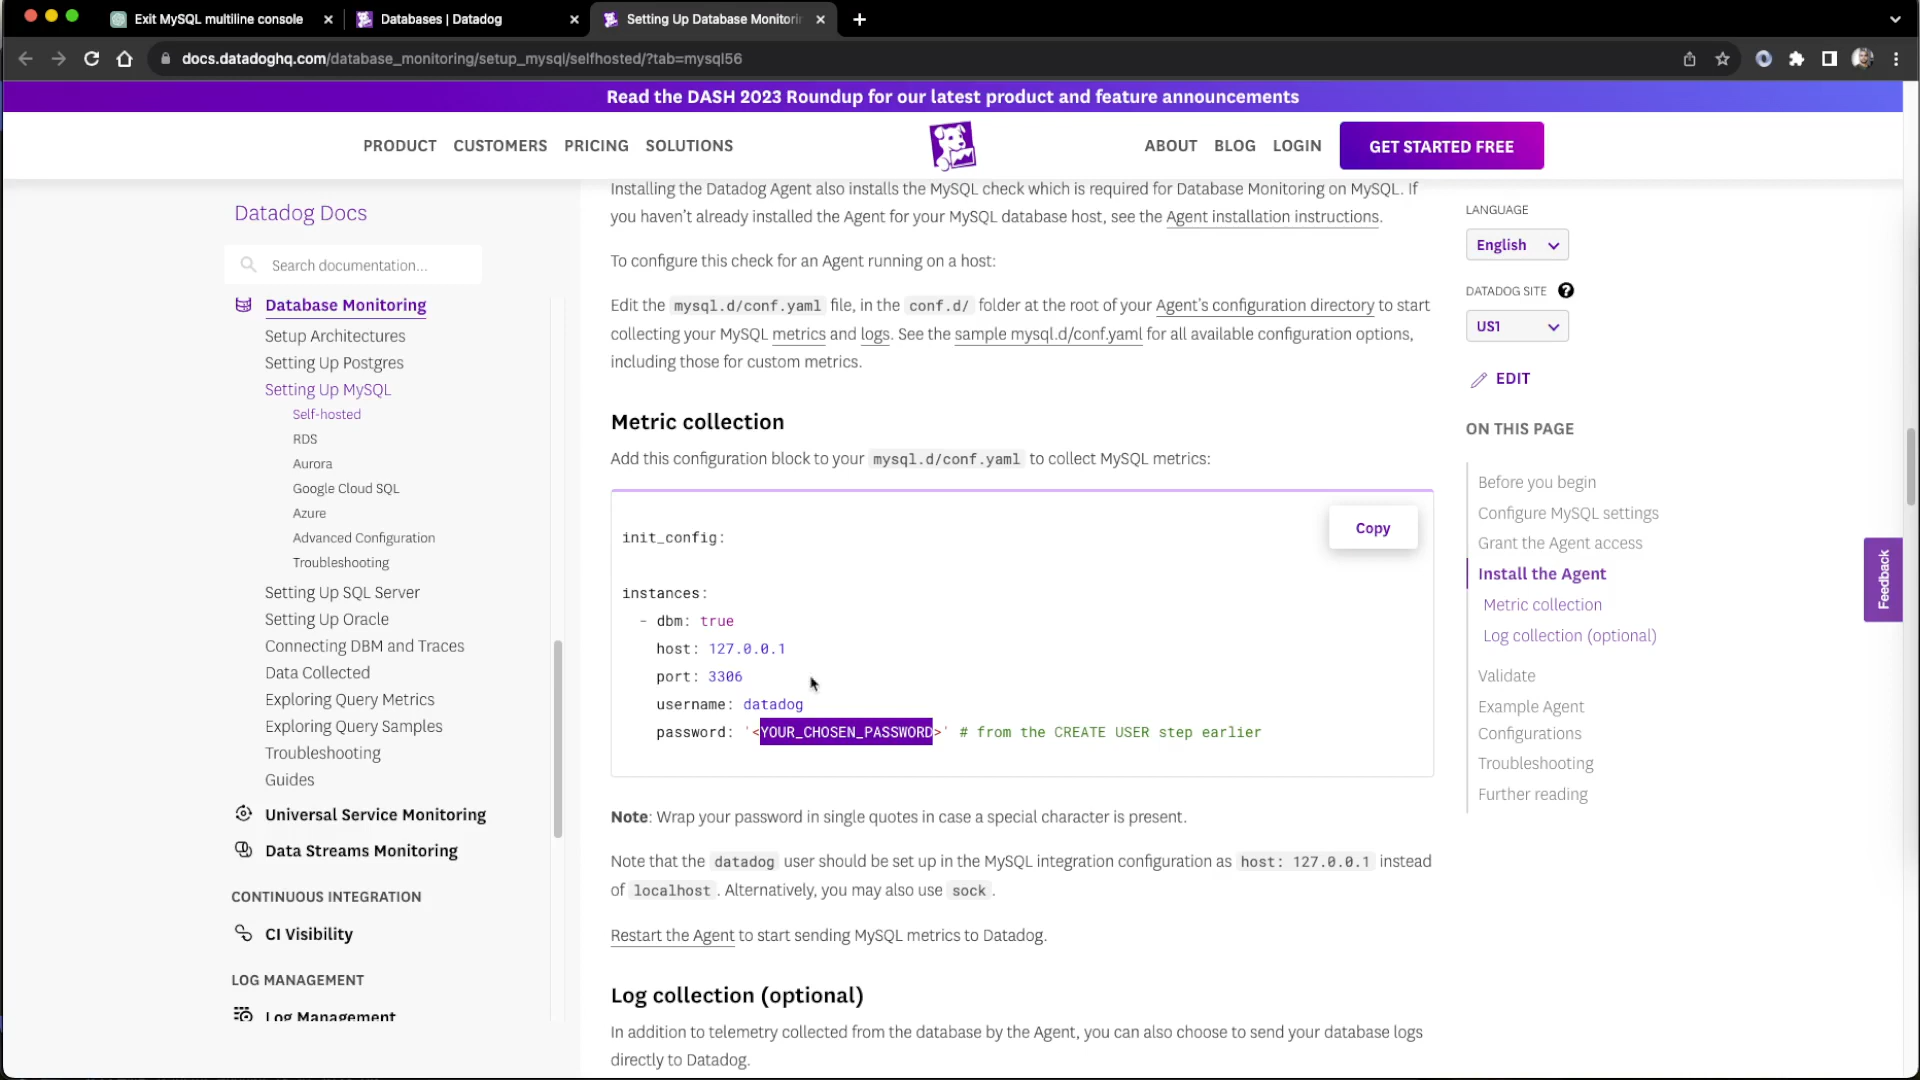 Exit MySQL multiline console
Databases | Datadog
Setting Up Database Monitorin
docs.datadoghq.com/database_monitoring/setup_mysql/selfhosted/?tab=mysql56
Read the DASH 2023 Roundup for our latest product and feature announcements
PRODUCT CUSTOMERS PRICING SOLUTIONS
ABOUT BLOG LOGIN GET STARTED FREE
Datadog Docs
Search documentation...
Database Monitoring
Setup Architectures
Setting Up Postgres
Setting Up MySQL
Self-hosted
RDS
Aurora
Google Cloud SQL
Azure
Advanced Configuration
Troubleshooting
Setting Up SQL Server
Setting Up Oracle
Connecting DBM and Traces
Data Collected
Exploring Query Metrics
Exploring Query Samples
Troubleshooting
Guides
Universal Service Monitoring
Data Streams Monitoring
CONTINUOUS INTEGRATION
CI Visibility
LOG MANAGEMENT
Log Management
Installing the Datadog Agent also installs the MySQL check which is required for Database Monitoring on MySQL. If
you haven't already installed the Agent for your MySQL database host, see the Agent installation instructions.
To configure this check for an Agent running on a host:
Edit the mysql.d/conf.yaml file, in the conf.d/ folder at the root of your Agent's configuration directory to start
collecting your MySQL metrics and logs. See the sample mysql.d/conf.yaml for all available configuration options,
including those for custom metrics.
Metric collection
Add this configuration block to your mysql.d/conf.yaml to collect MySQL metrics:
Copy
init_config:
instances:
- dbm: true
host: 127.0.0.1
port: 3306
username: datadog
password: '<YOUR_CHOSEN_PASSWORD>' # from the CREATE USER step earlier
Note: Wrap your password in single quotes in case a special character is present.
Note that the datadog user should be set up in the MySQL integration configuration as host: 127.0.0.1 instead
of localhost. Alternatively, you may also use sock.
Restart the Agent to start sending MySQL metrics to Datadog.
Log collection (optional)
In addition to telemetry collected from the database by the Agent, you can also choose to send your database logs
directly to Datadog.
LANGUAGE
English
DATADOG SITE
US1
EDIT
ON THIS PAGE
Before you begin
Configure MySQL settings
Grant the Agent access
Install the Agent
Metric collection
Log collection (optional)
Validate
Example Agent
Configurations
Troubleshooting
Further reading
Feedback